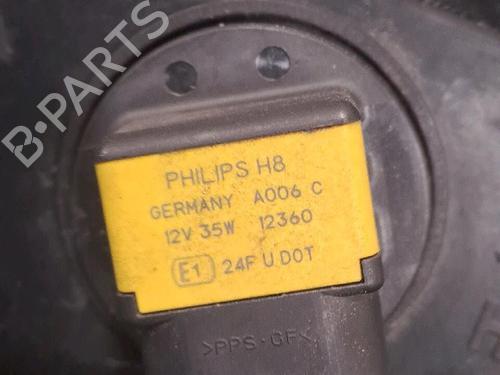 B-PARTS
PHILIPS H8
GERMANY A006 C
12V 35W 12360
E1 24F U DOT
>PPS-GF<